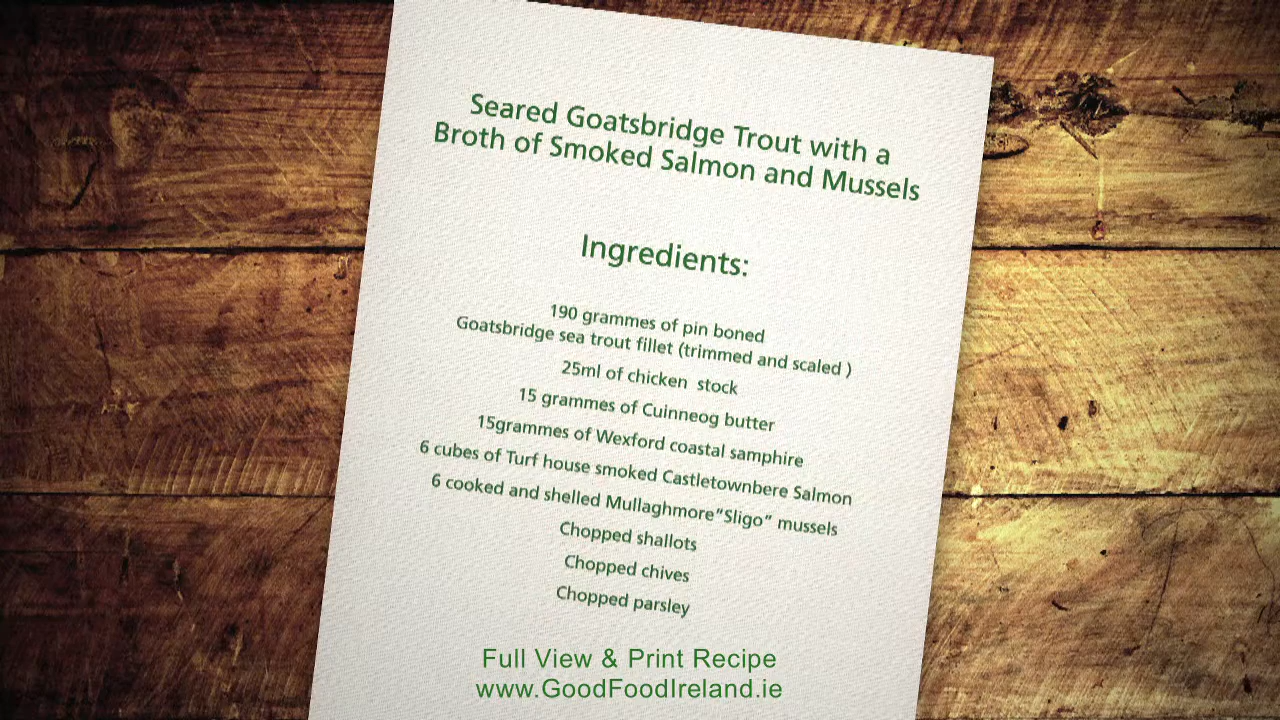 Seared Goatsbridge Trout with a
Broth of Smoked Salmon and Mussels
Ingredients:
190 grammes of pin boned
Goatsbridge sea trout fillet (trimmed and scaled )
25ml of chicken  stock
15 grammes of Cuinneog butter
15grammes of Wexford coastal samphire
6 cubes of Turf house smoked Castletownbere Salmon
6 cooked and shelled Mullaghmore”Sligo” mussels
Chopped shallots
Chopped chives
Chopped parsley
Full View & Print Recipe
www.GoodFoodIreland.ie